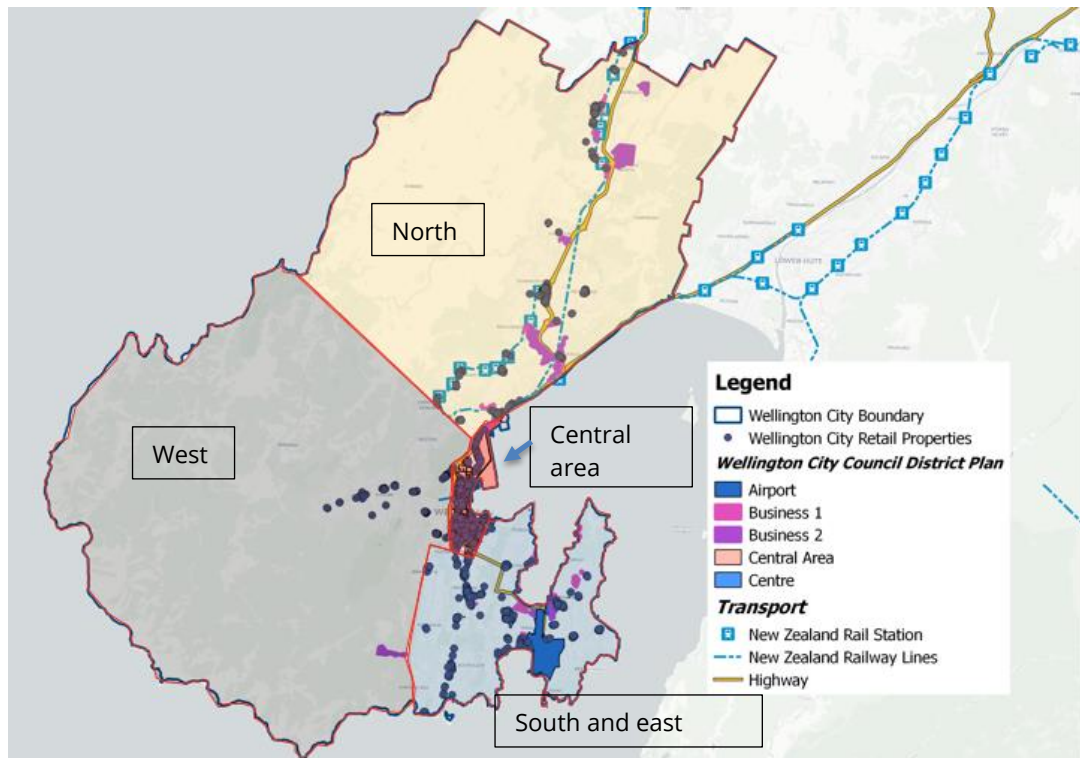 North
LOWER HUTT
West
Central
area
South and east
Legend
Wellington City Boundary
Wellington City Retail Properties
Wellington City Council District Plan
Airport
Business 1
Business 2
Central Area
Centre
Transport
New Zealand Rail Station
New Zealand Railway Lines
Highway